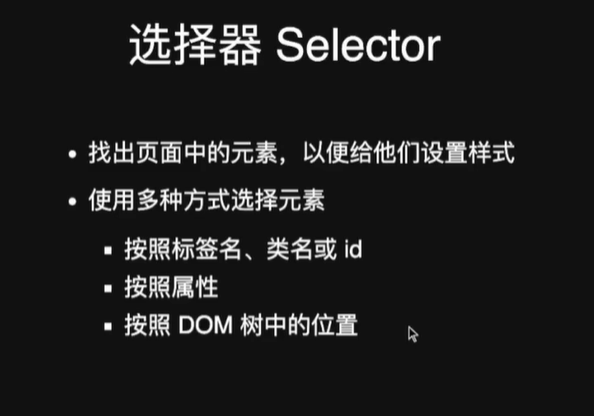 选择器 Selector
找出页面中的元素，以便给他们设置样式
使用多种方式选择元素
按照标签名、类名或 id
按照属性
按照 DOM 树中的位置